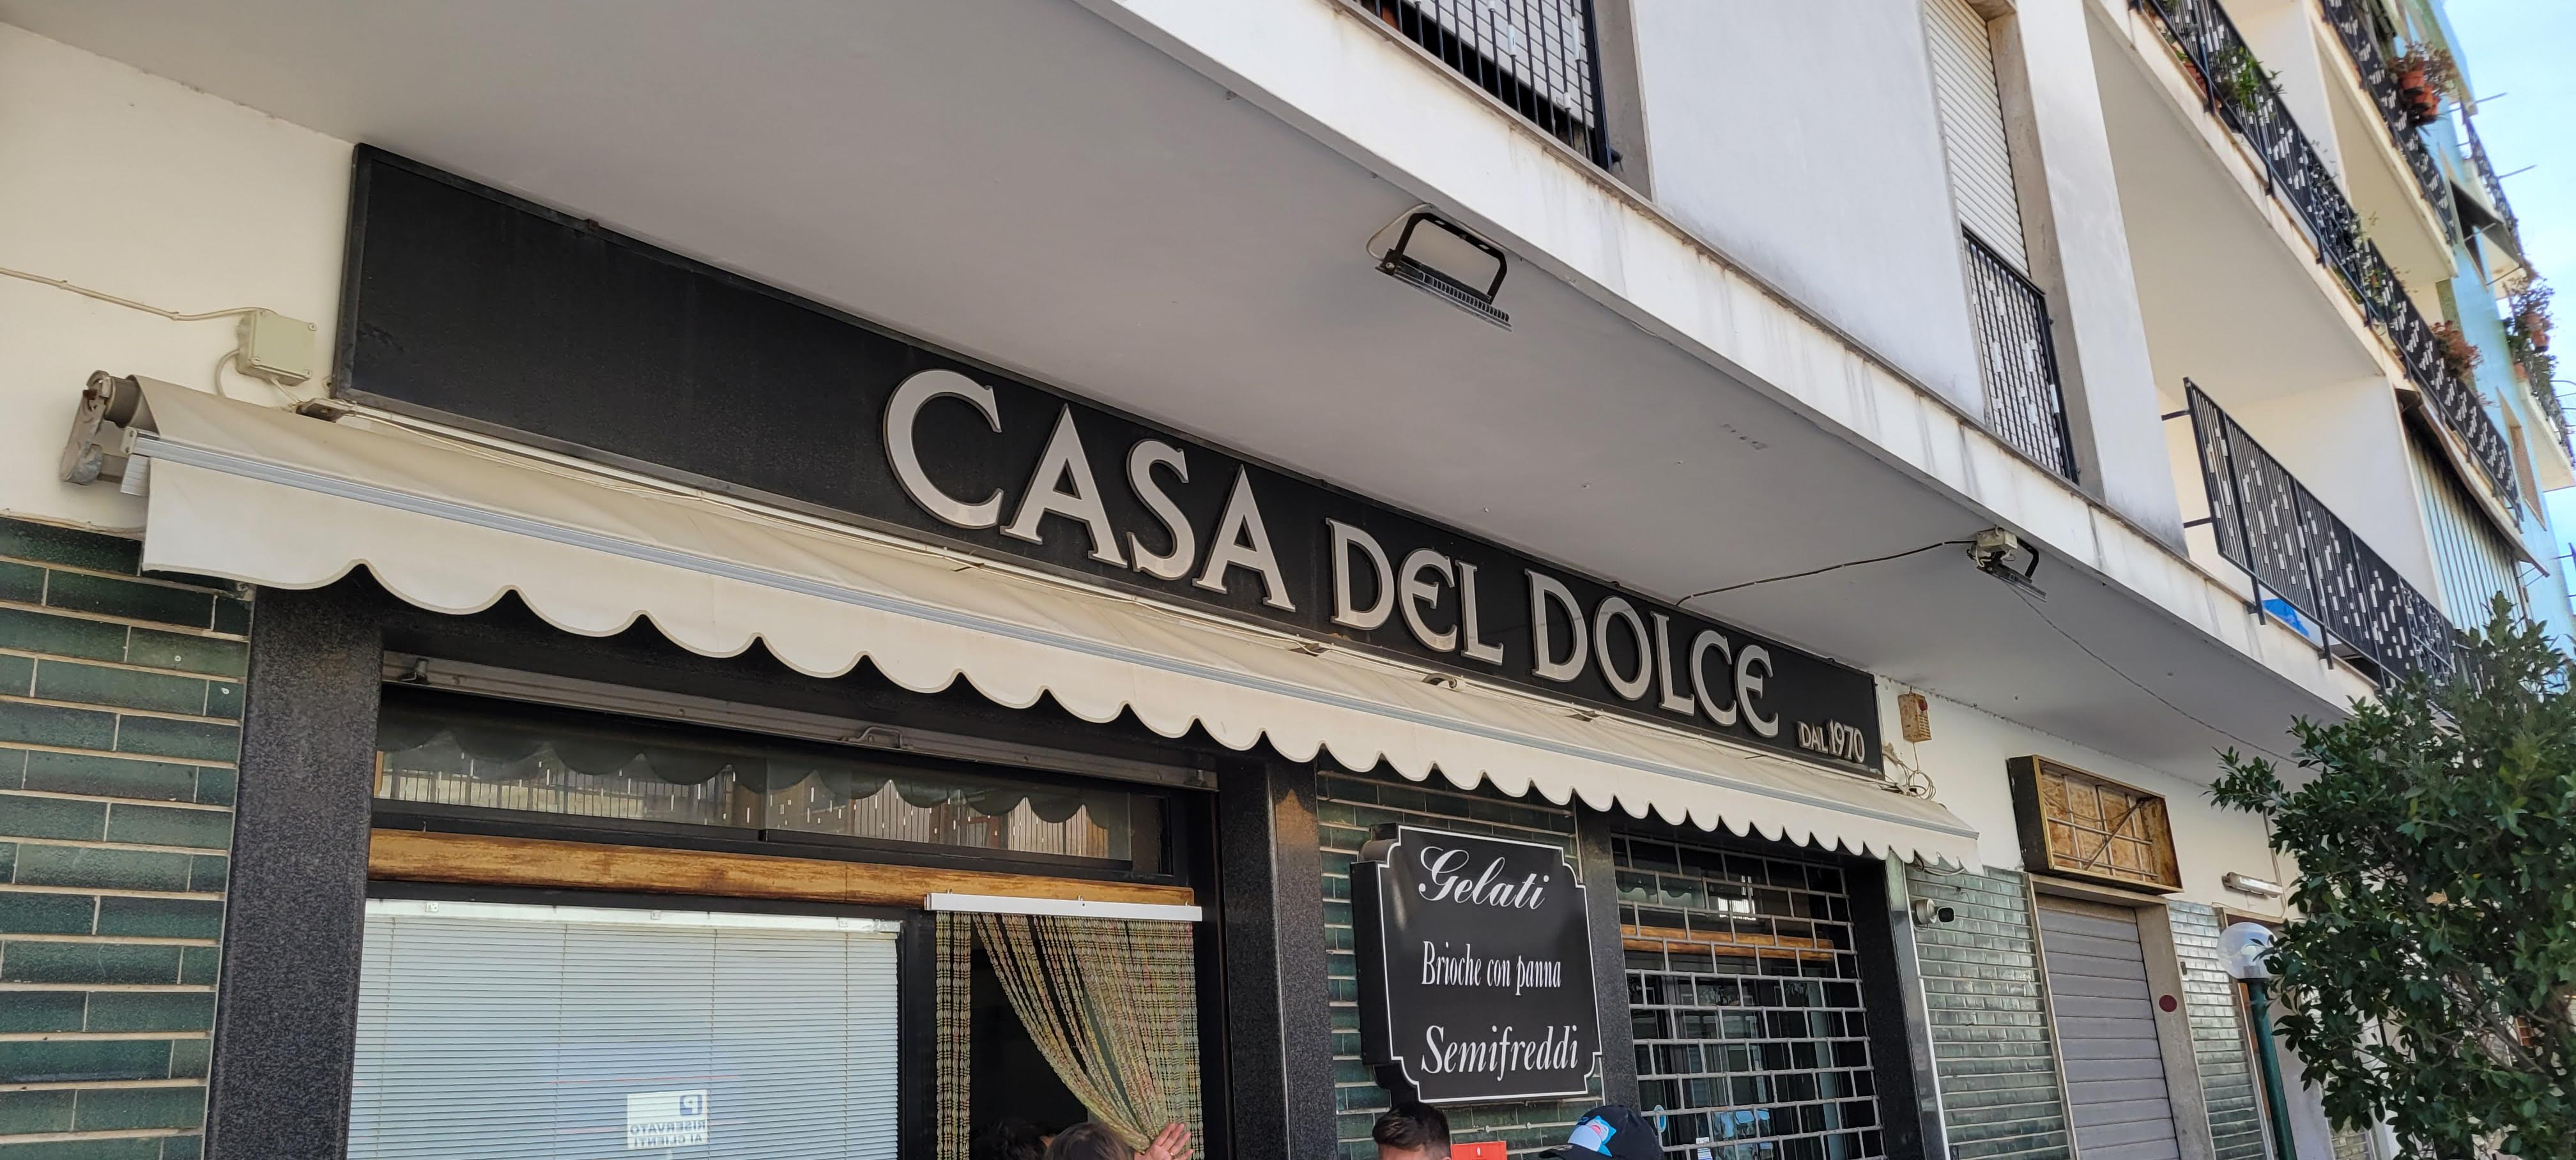 CASA DEL DOLCE
DAL 1970
Gelati
Brioche con panna
Semifreddi
P
RISERVATO
AI CLIENTI